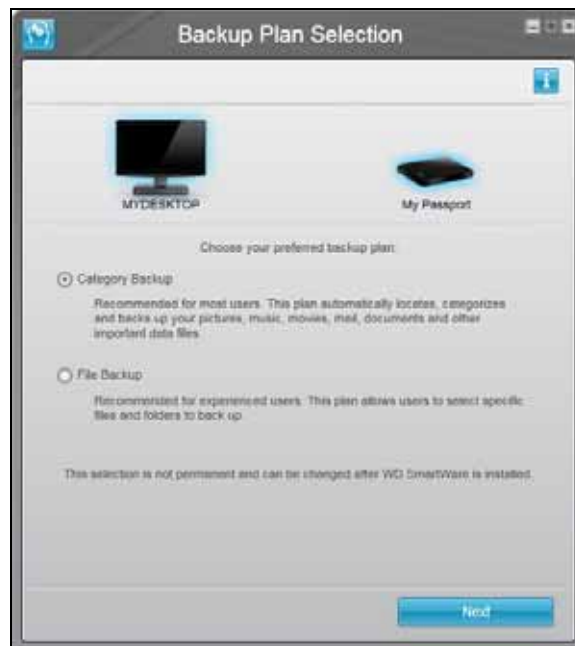 Backup Plan Selection
i
MYDESKTOP
My Passport
Choose your preferred backup plan:
Category Backup
Recommended for most users. This plan automatically locates, categorizes
and backs up your pictures, music, movies, mail, documents and other
important data files.
File Backup
Recommended for experienced users. This plan allows users to select specific
files and folders to back up.
This selection is not permanent and can be changed after WD SmartWare is installed.
Next